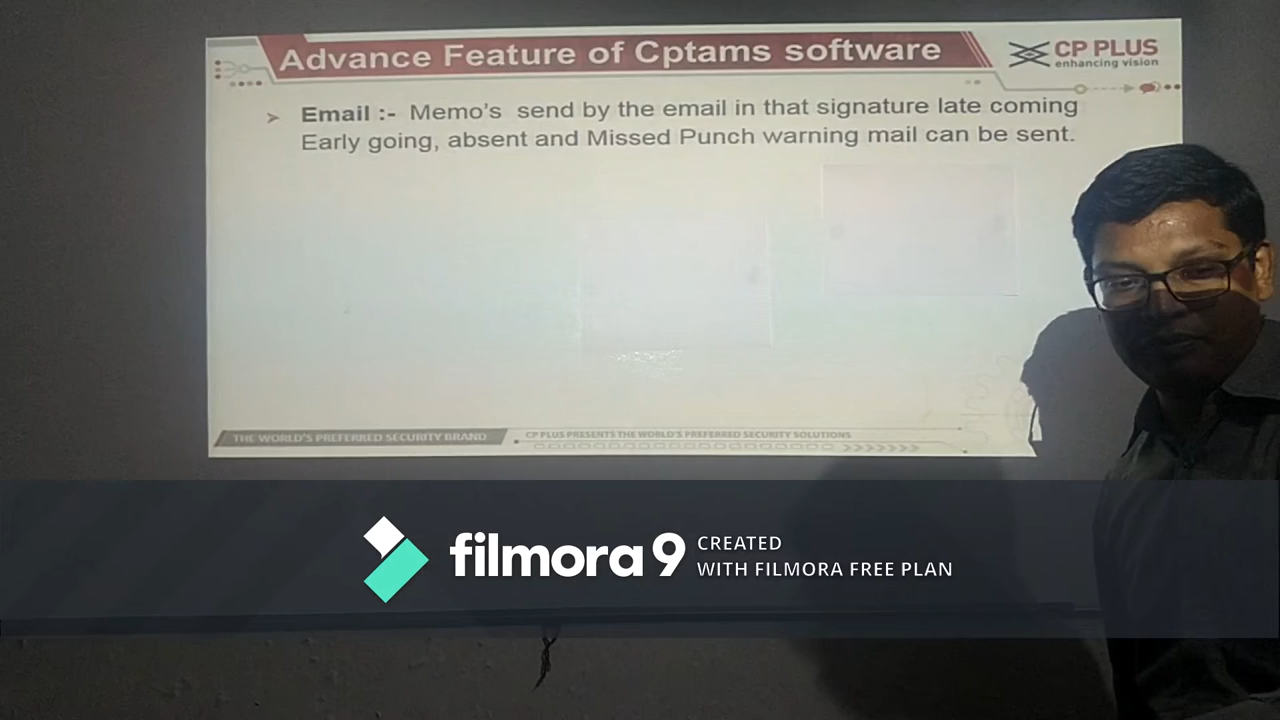 Advance Feature of Cptams software
CP PLUS
enhancing vision
➤ Email :- Memo's send by the email in that signature late coming
Early going, absent and Missed Punch warning mail can be sent.
THE WORLD'S PREFERRED SECURITY BRAND
CP PLUS PRESENTS THE WORLD'S PREFERRED SECURITY SOLUTIONS
filmora9
CREATED
WITH FILMORA FREE PLAN